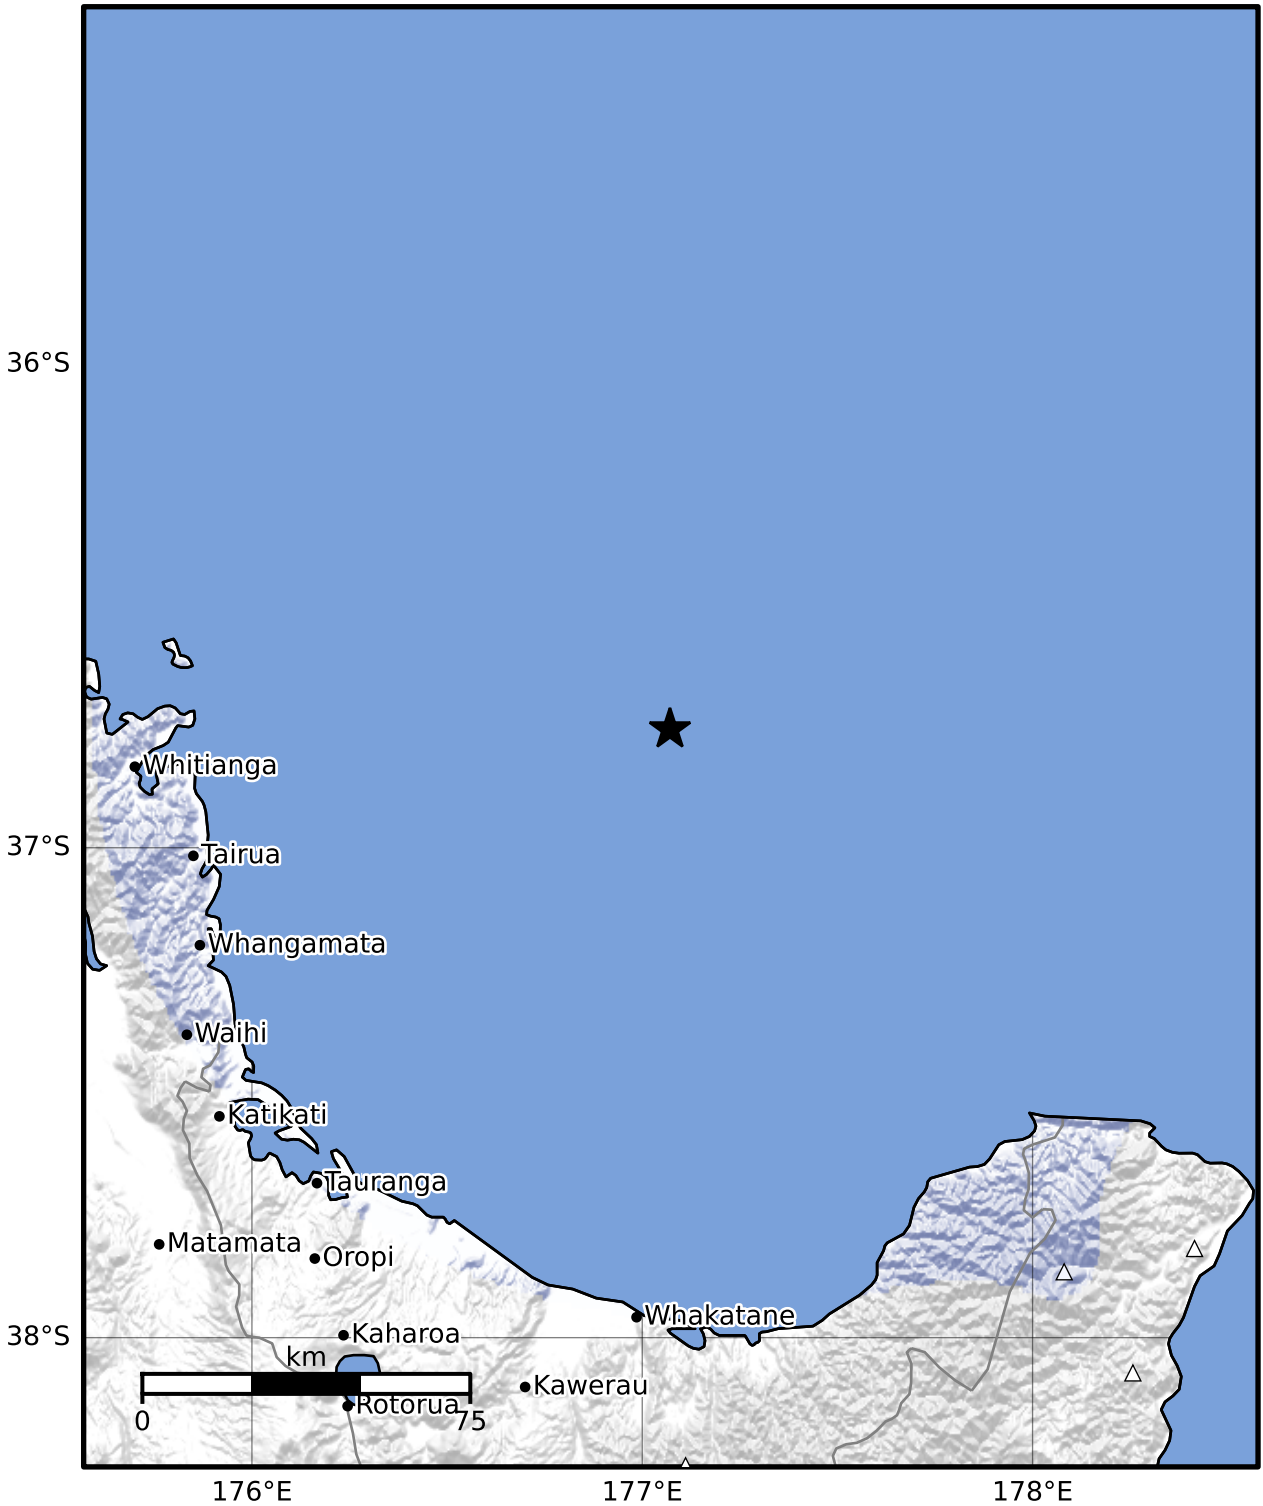 36°S
Whitianga
37°S
Tairua
Whangamata
Waihi
Katikati
Tauranga
Matamata
Oropi
Whakatane
38°S
Kaharoa
km
Kawerau
Rotorua
0
75
176°E
177°E
178°E